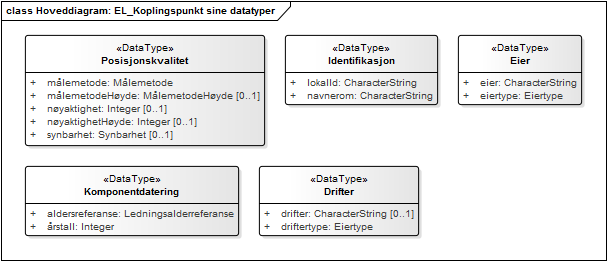 class Hoveddiagram: EL_Koplingspunkt sine datatyper
«DataType»
Posisjonskvalitet
+ målemetode: Målemetode
+ målemetodeHøyde: MålemetodeHøyde [0..1]
+ nøyaktighet: Integer [0..1]
+ nøyaktighetHøyde: Integer [0..1]
+ synbarhet: Synbarhet [0..1]
«DataType»
Identifikasjon
+ lokalId: CharacterString
+ navnerom: CharacterString
«DataType»
Eier
+ eier: CharacterString
+ eiertype: Eiertype
«DataType»
Komponentdatering
+ aldersreferanse: Ledningsalderreferanse
+ årstall: Integer
«DataType»
Drifter
+ drifter: CharacterString [0..1]
+ driftertype: Eiertype